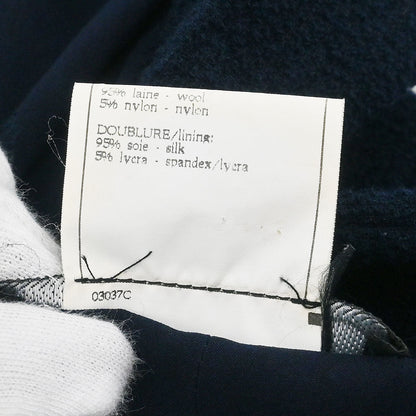 95% laine - wool
5% nylon - nylon
DOUBLURE/lining:
95% soie - silk
5% lycra - spandex/lycra
03037C